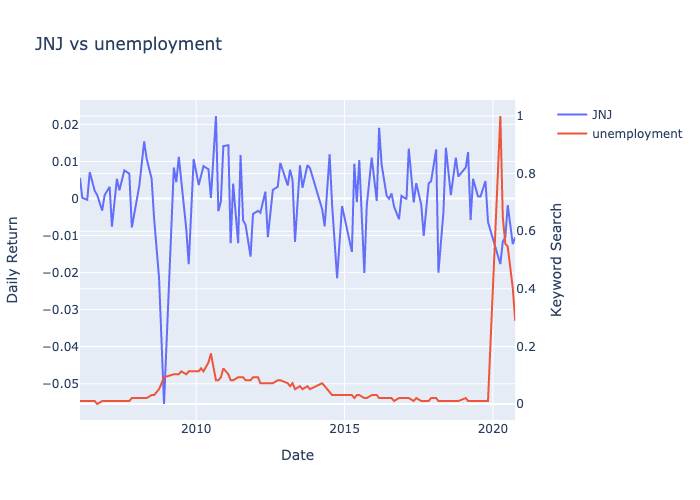 JNJ vs unemployment
JNJ
unemployment
Daily Return
0.02
0.01
0
−0.01
−0.02
−0.03
−0.04
−0.05
1
0.8
0.6
0.4
0.2
0
Keyword Search
2010
2015
2020
Date